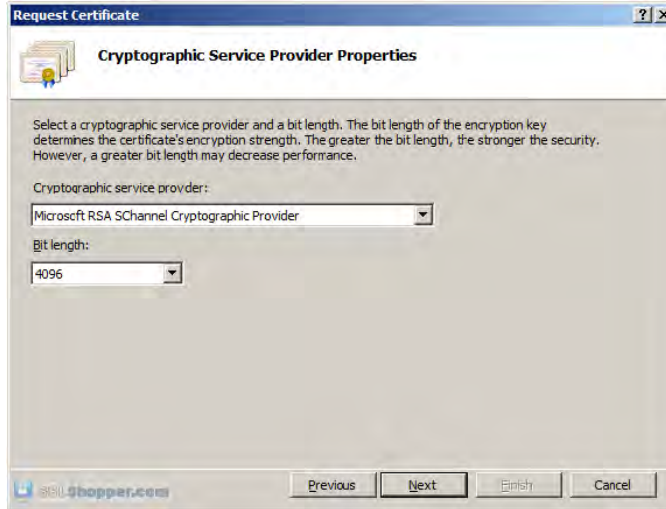 Request Certificate
Cryptographic Service Provider Properties
Select a cryptographic service provider and a bit length. The bit length of the encryption key
determines the certificate's encryption strength. The greater the bit length, the stronger the security.
However, a greater bit length may decrease performance.
Cryptographic service provider:
Microsoft RSA SChannel Cryptographic Provider
Bit length:
4096
Shopper.com
Previous Next Finish Cancel